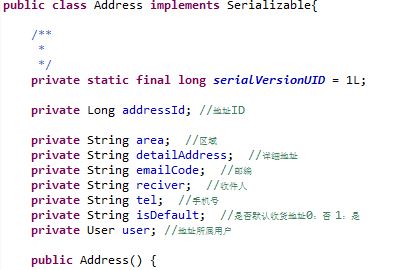 public class Address implements Serializable{
/**
*
*/
private static final long serialVersionUID = 1L;
private Long addressId; //地址ID
private String area; //区域
private String detailAddress; //详细地址
private String emailCode; //邮编
private String reciver; //收件人
private String tel; //手机号
private String isDefault; //是否默认收货地址0：否 1：是
private User user; //地址所属用户
public Address() {